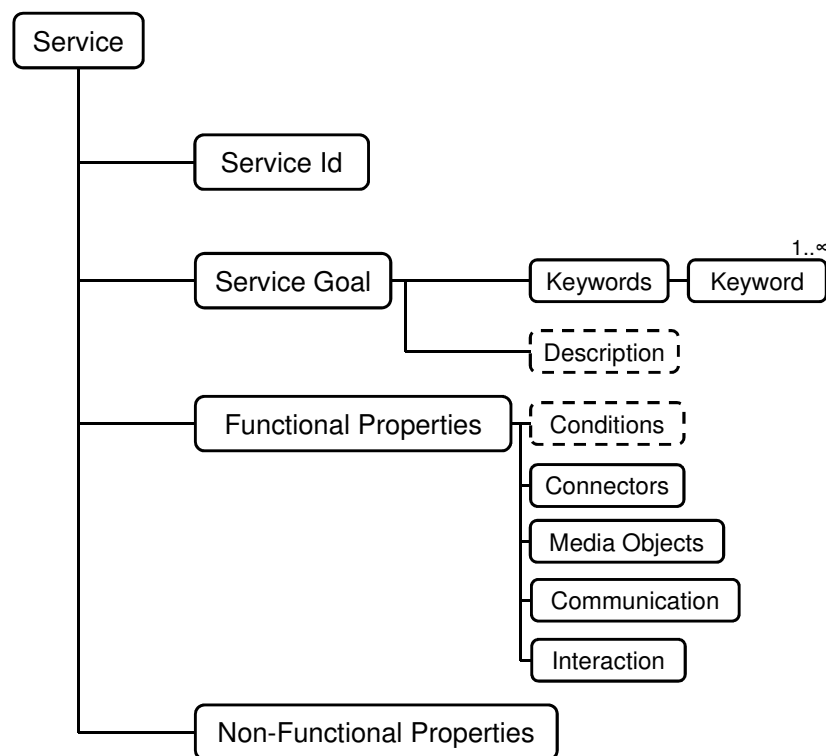 Service
Service Id
Service Goal
1..∞
Keywords
Keyword
Description
Functional Properties
Conditions
Connectors
Media Objects
Communication
Interaction
Non-Functional Properties